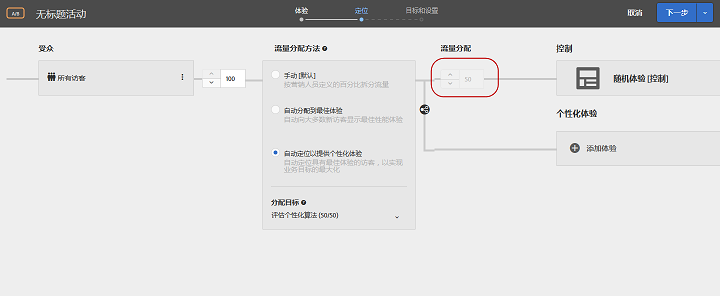 A/B 无标题活动
体验 定位 目标和设置
取消 下一步
受众
所有访客
100
流量分配方法
手动 [默认]
按营销人员定义的百分比拆分流量
自动分配到最佳体验
自动向大多数新访客显示最佳性能体验
自动定位以提供个性化体验
自动定位具有最佳体验的访客，以实现
业务目标的最大化
分配目标
评估个性化算法 (50/50)
流量分配
50
控制
随机体验 [控制]
个性化体验
添加体验